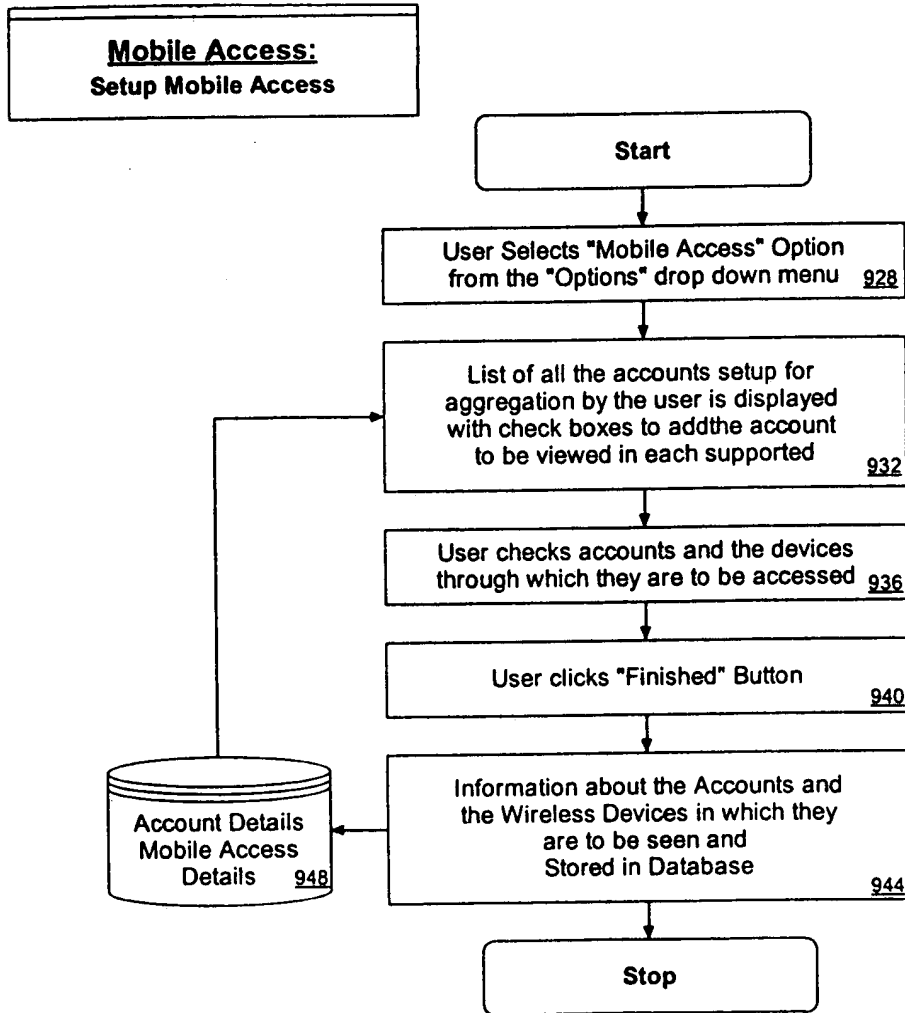 Mobile Access:
Setup Mobile Access
Start
User Selects "Mobile Access" Option
from the "Options" drop down menu 928
List of all the accounts setup for
aggregation by the user is displayed
with check boxes to addthe account
to be viewed in each supported
932
User checks accounts and the devices
through which they are to be accessed 936
User clicks "Finished" Button
940
Information about the Accounts and
the Wireless Devices in which they
are to be seen and
Stored in Database
944
Account Details
Mobile Access
Details 948
Stop